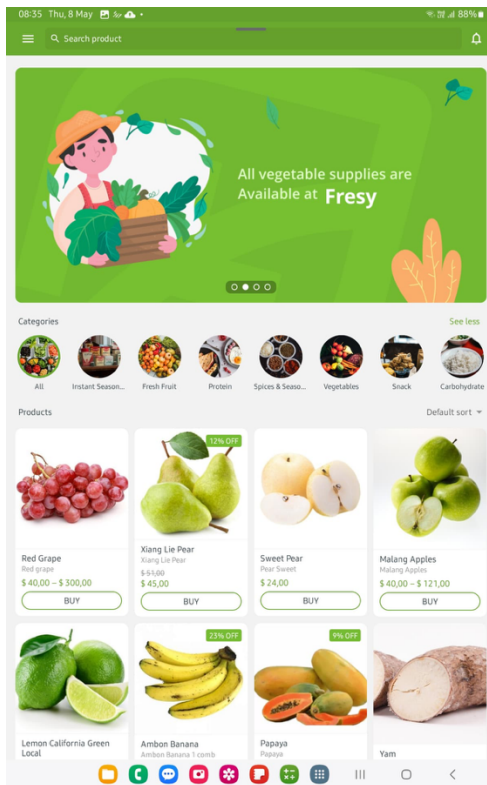 08:35 Thu, 8 May
88%
Search product
All vegetable supplies are
Available at Fresy
Categories
See less
All
Instant Season...
Fresh Fruit
Protein
Spices & Seaso...
Vegetables
Snack
Carbohydrate
Products
Default sort
12% OFF
Red Grape
Red grape
$ 40,00 – $ 300,00
BUY
Xiang Lie Pear
Xiang Lie Pear
$ 51,00
$ 45,00
BUY
Sweet Pear
Pear Sweet
$ 24,00
BUY
Malang Apples
Malang Apples
$ 40,00 – $ 121,00
BUY
23% OFF
9% OFF
Lemon California Green
Local
Ambon Banana
Ambon Banana 1 comb
Papaya
Papaya
Yam